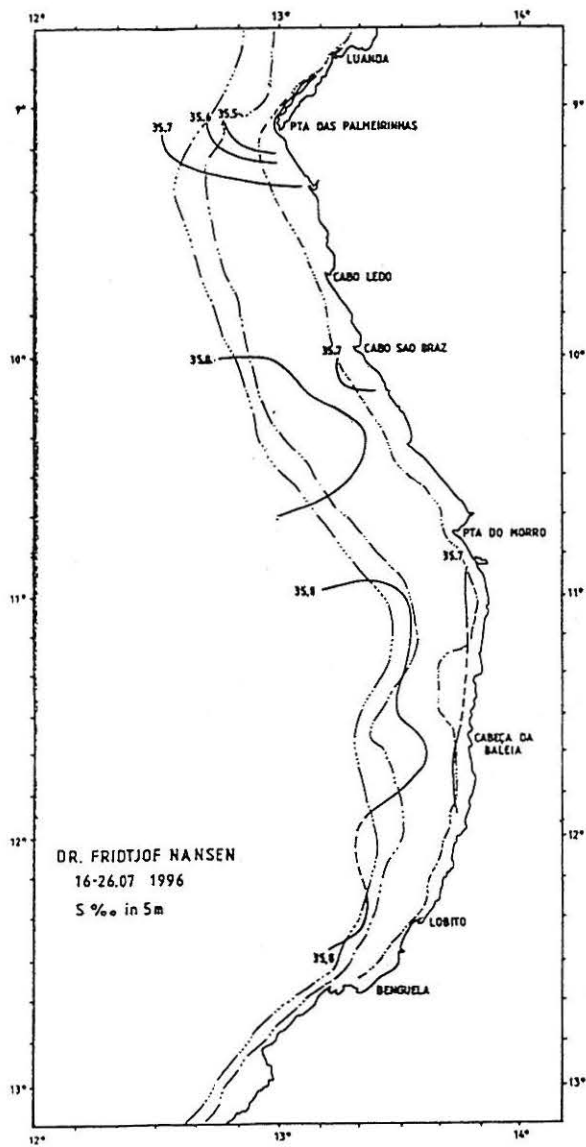 12°
13°
14°
LUANDA
9°
9°
35.7
35.6
35.5
PTA DAS PALMEIRINHAS
CABO LEDO
35.7
CABO SAO BRAZ
10°
10°
35.8
PTA DO MORRO
35.7
11°
11°
35.8
CABEÇA DA
BALEIA
12°
12°
DR. FRIDTJOF NANSEN
16-26.07 1996
S ‰ in 5m
LOBITO
35.8
BENGUELA
13°
13°
12°
13°
14°